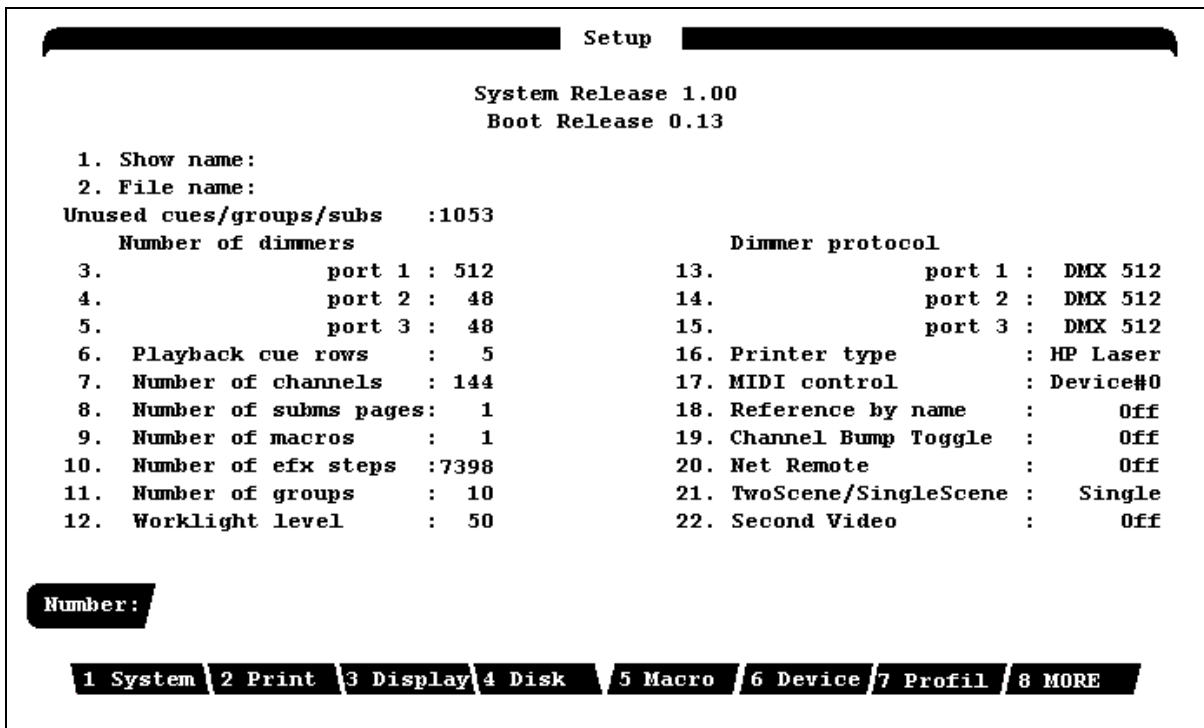 Setup
System Release 1.00
Boot Release 0.13
1. Show name:
2. File name:
Unused cues/groups/subs :1053
Number of dimmers Dimmer protocol
3. port 1 : 512 13. port 1 : DMX 512
4. port 2 : 48 14. port 2 : DMX 512
5. port 3 : 48 15. port 3 : DMX 512
6. Playback cue rows : 5 16. Printer type : HP Laser
7. Number of channels : 144 17. MIDI control : Device#0
8. Number of subms pages: 1 18. Reference by name : Off
9. Number of macros : 1 19. Channel Bump Toggle : Off
10. Number of efx steps :7398 20. Net Remote : Off
11. Number of groups : 10 21. TwoScene/SingleScene : Single
12. Worklight level : 50 22. Second Video : Off
Number:
1 System 2 Print 3 Display 4 Disk 5 Macro 6 Device 7 Profil 8 MORE